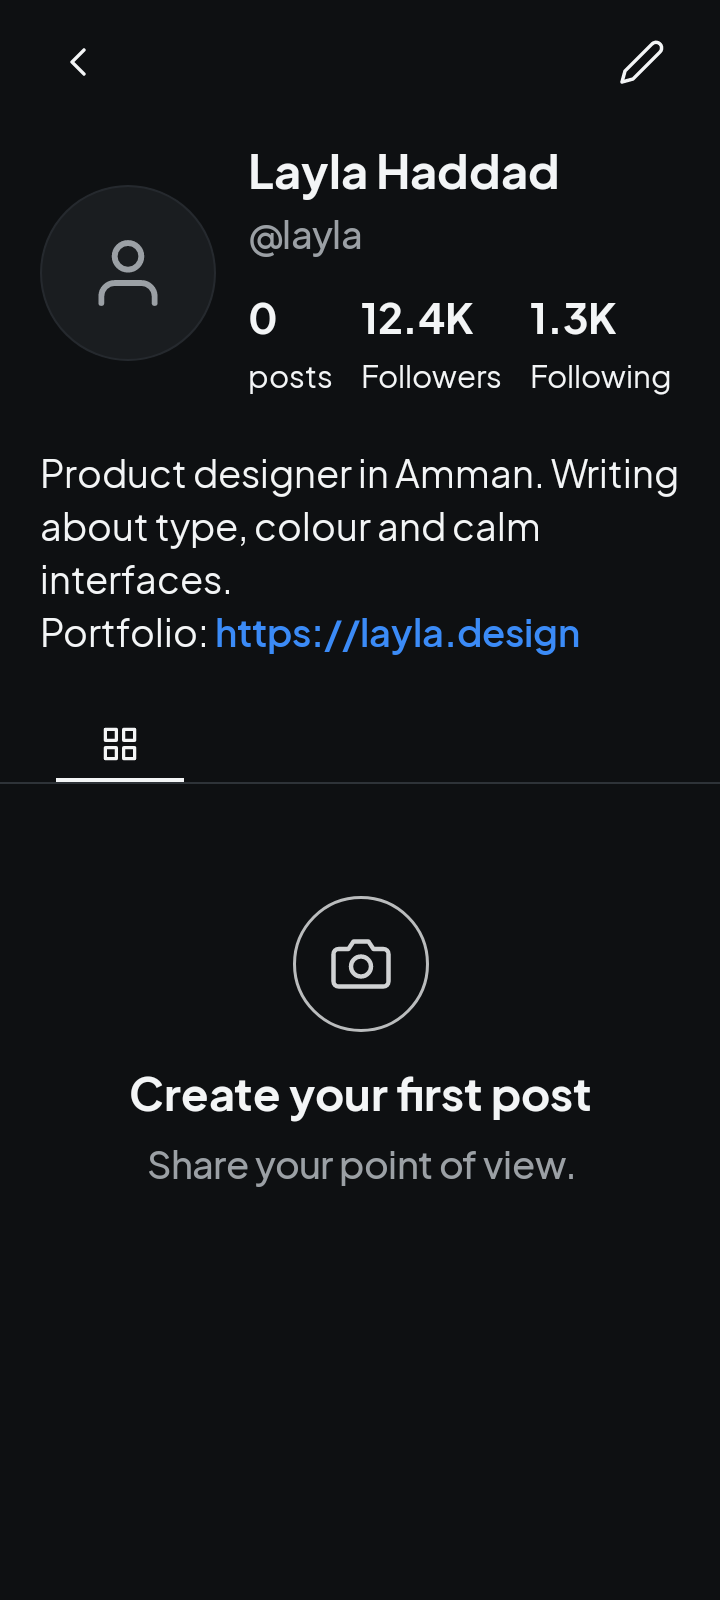 Layla Haddad
@layla
0 12.4K 1.3K
posts Followers Following
Product designer in Amman. Writing
about type, colour and calm
interfaces.
Portfolio: https://layla.design
Create your first post
Share your point of view.